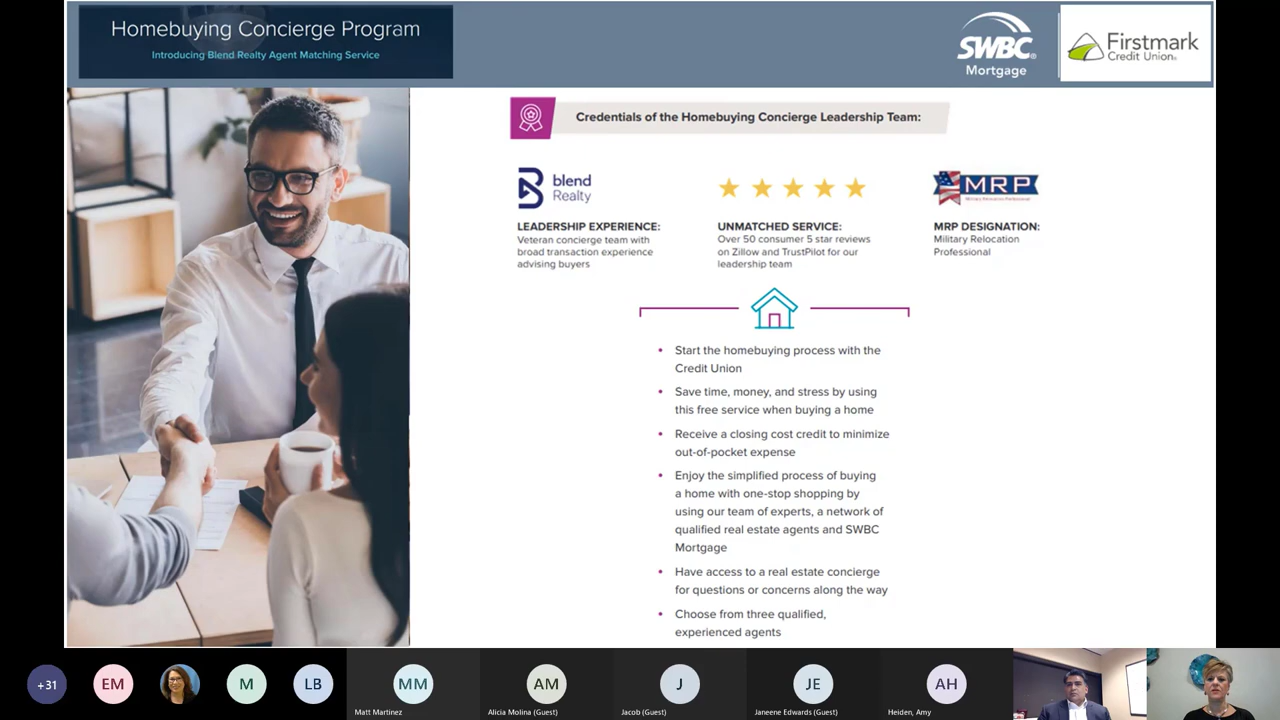 Homebuying Concierge Program
Introducing Blend Realty Agent Matching Service
SWBC
Mortgage
Firstmark
Credit Union
Credentials of the Homebuying Concierge Leadership Team:
blend
Realty
MRP
LEADERSHIP EXPERIENCE:
Veteran concierge team with
broad transaction experience
advising buyers
UNMATCHED SERVICE:
Over 50 consumer 5 star reviews
on Zillow and TrustPilot for our
leadership team
MRP DESIGNATION:
Military Relocation
Professional
• Start the homebuying process with the
Credit Union
• Save time, money, and stress by using
this free service when buying a home
• Receive a closing cost credit to minimize
out-of-pocket expense
• Enjoy the simplified process of buying
a home with one-stop shopping by
using our team of experts, a network of
qualified real estate agents and SWBC
Mortgage
• Have access to a real estate concierge
for questions or concerns along the way
• Choose from three qualified,
experienced agents
+31
EM
M
LB
MM
Matt Martinez
AM
Alicia Molina (Guest)
J
Jacob (Guest)
JE
Janeene Edwards (Guest)
AH
Heiden, Amy